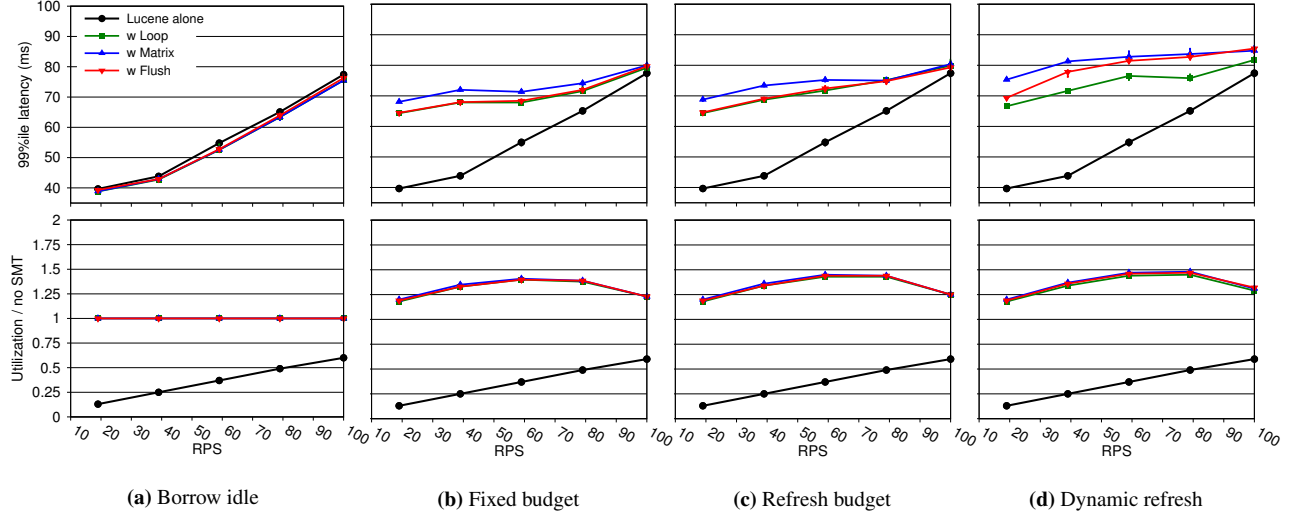 100
90
80
70
60
50
40
99%ile latency (ms)
Lucene alone
w Loop
w Matrix
w Flush
2
1.75
1.5
1.25
1
0.75
0.5
0.25
0
Utilization / no SMT
10 20 30 40 50 60 70 80 90 100
10 20 30 40 50 60 70 80 90 100
10 20 30 40 50 60 70 80 90 100
10 20 30 40 50 60 70 80 90 100
RPS RPS RPS RPS
(a) Borrow idle
(b) Fixed budget
(c) Refresh budget
(d) Dynamic refresh